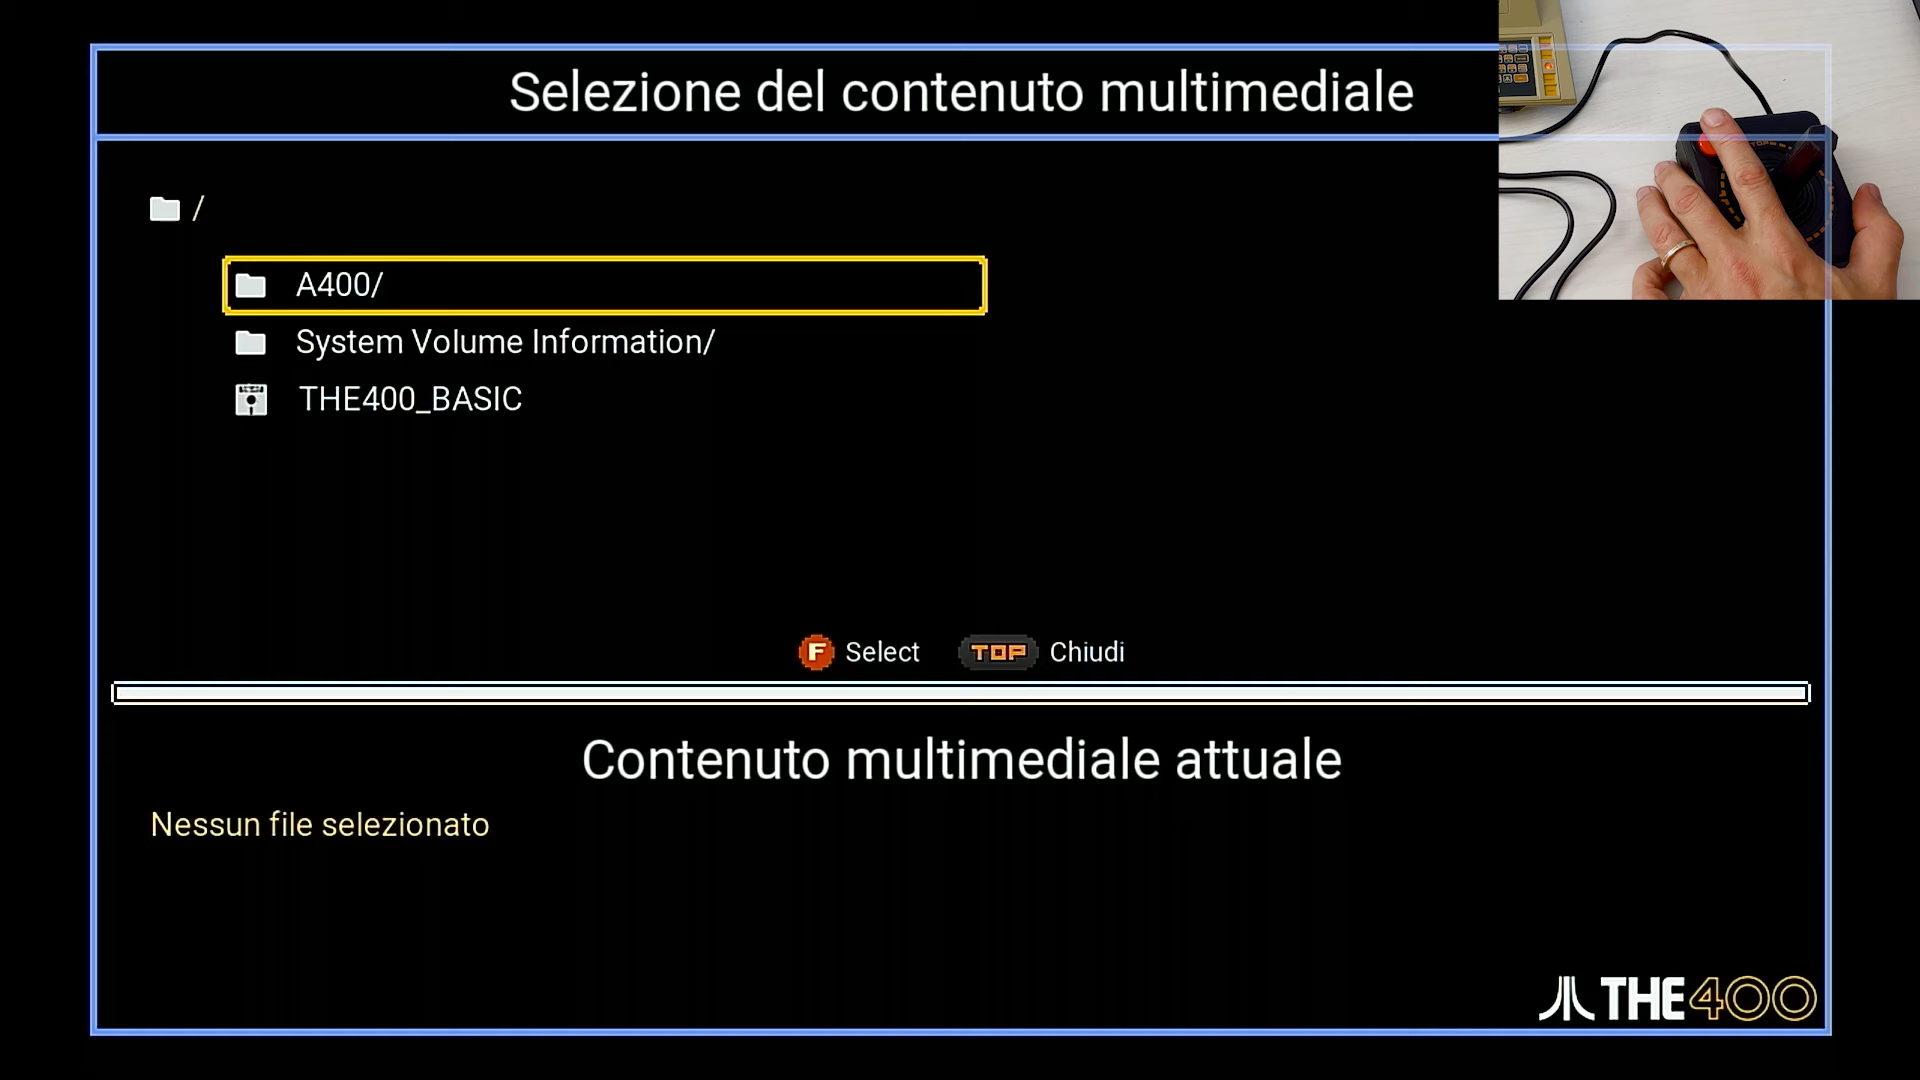 Selezione del contenuto multimediale
/
A400/
System Volume Information/
THE400_BASIC
F Select TOP Chiudi
Contenuto multimediale attuale
Nessun file selezionato
THE400